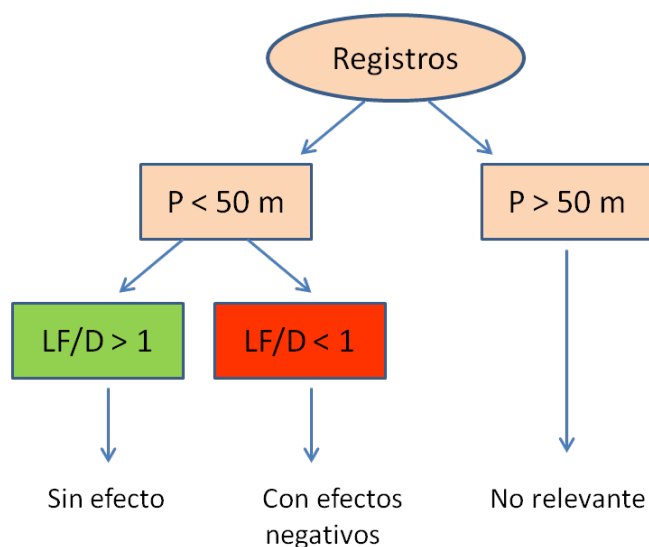 Registros
P < 50 m
P > 50 m
LF/D > 1
LF/D < 1
Sin efecto
Con efectos
negativos
No relevante